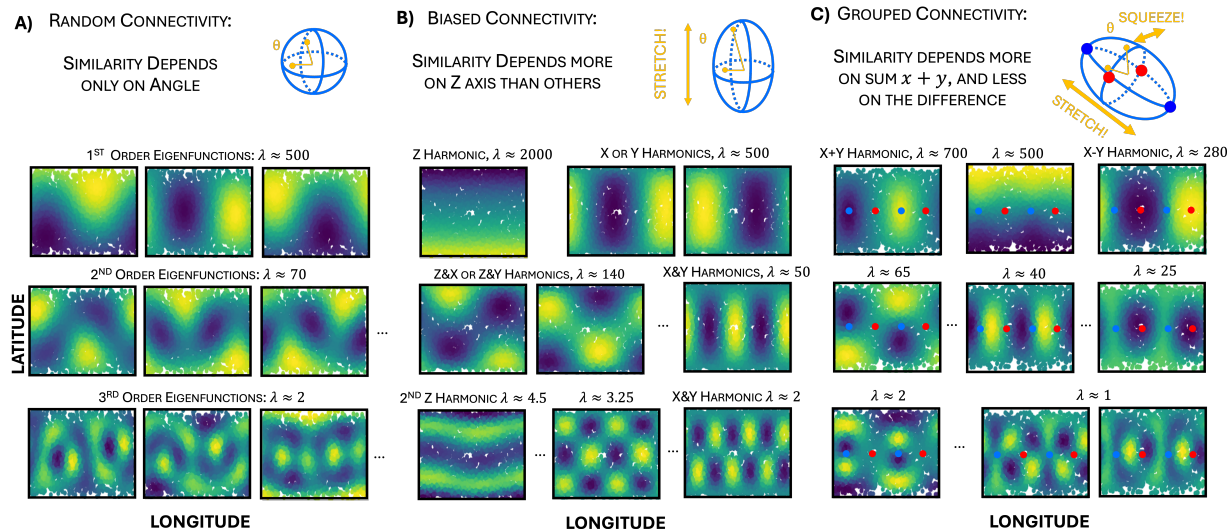 A) RANDOM CONNECTIVITY:
SIMILARITY DEPENDS
ONLY ON ANGLE
θ
B) BIASED CONNECTIVITY:
SIMILARITY DEPENDS MORE
ON Z AXIS THAN OTHERS
STRETCH!
θ
C) GROUPED CONNECTIVITY:
SIMILARITY DEPENDS MORE
ON SUM x + y, AND LESS
ON THE DIFFERENCE
SQUEEZE!
θ
STRETCH!
1ST ORDER EIGENFUNCTIONS: λ ≈ 500
2ND ORDER EIGENFUNCTIONS: λ ≈ 70
...
3RD ORDER EIGENFUNCTIONS: λ ≈ 2
...
LATITUDE
LONGITUDE
Z HARMONIC, λ ≈ 2000
X OR Y HARMONICS, λ ≈ 500
Z&X OR Z&Y HARMONICS, λ ≈ 140
...
X&Y HARMONICS, λ ≈ 50
2ND Z HARMONIC λ ≈ 4.5
...
λ ≈ 3.25
...
X&Y HARMONIC λ ≈ 2
LONGITUDE
X+Y HARMONIC, λ ≈ 700
λ ≈ 500
X-Y HARMONIC, λ ≈ 280
λ ≈ 65
...
λ ≈ 40
...
λ ≈ 25
λ ≈ 2
...
λ ≈ 1
LONGITUDE